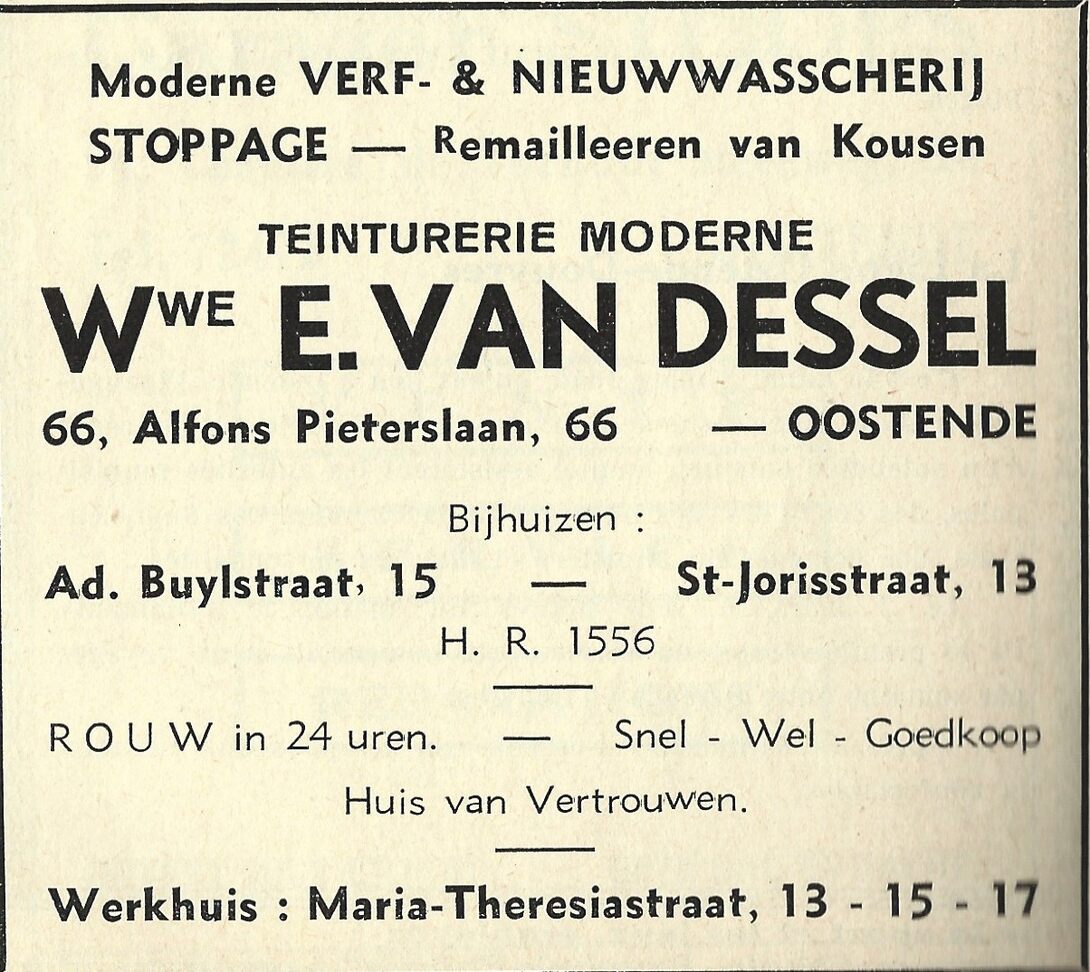 Moderne VERF- & NIEUWWASSCHERIJ
STOPPAGE — Remailleeren van Kousen
TEINTURERIE MODERNE
WWE E. VAN DESSEL
66, Alfons Pieterslaan, 66 — OOSTENDE
Bijhuizen :
Ad. Buylstraat, 15 — St-Jorisstraat, 13
H. R. 1556
ROUW in 24 uren. — Snel - Wel - Goedkoop
Huis van Vertrouwen.
Werkhuis : Maria-Theresiastraat, 13 - 15 - 17